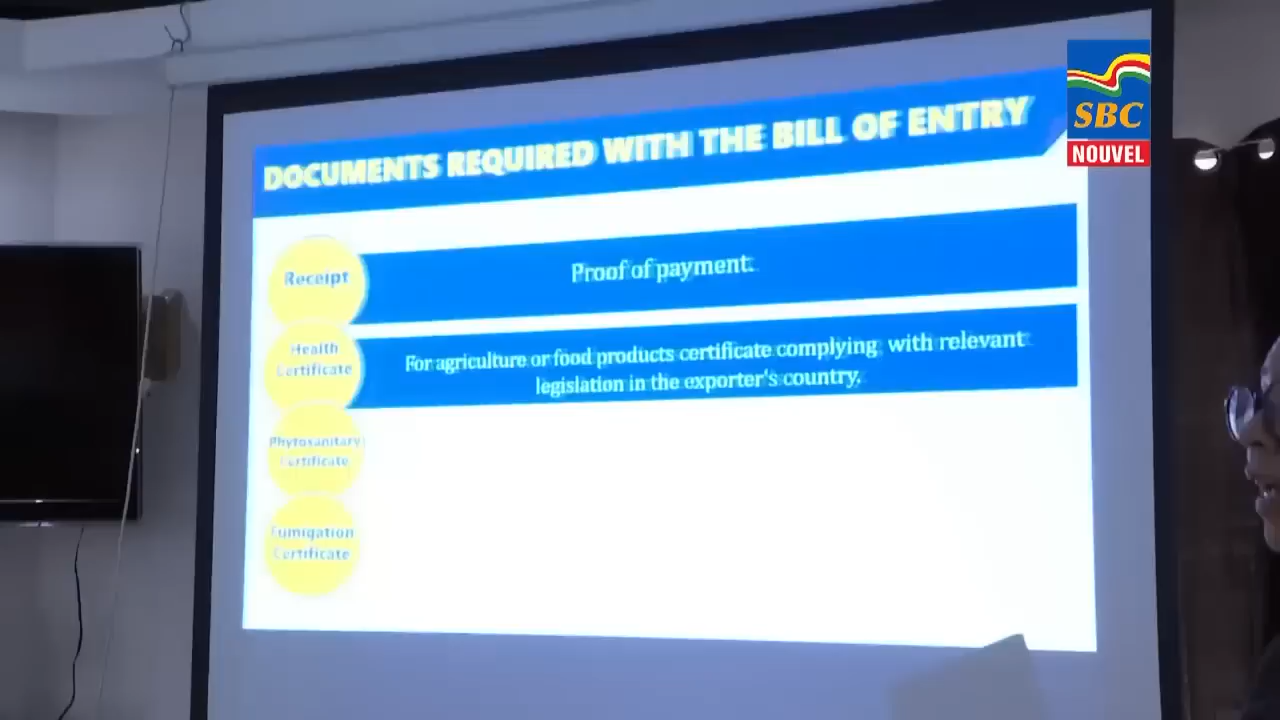 SBC
NOUVEL
DOCUMENTS REQUIRED WITH THE BILL OF ENTRY
Receipt
Proof of payment.
Health
Certificate
For agriculture or food products certificate complying with relevant
legislation in the exporter's country.
Phytosanitary
Certificate
Fumigation
Certificate